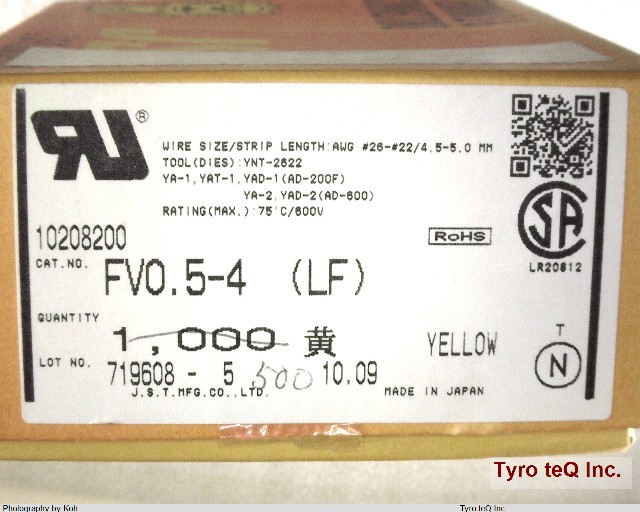 ®
WIRE SIZE/STRIP LENGTH:AWG #26-#22/4.5-5.0 MM
TOOL(DIES):YNT-2622
YA-1,YAT-1,YAD-1(AD-200F)
YA-2,YAD-2(AD-600)
RATING(MAX.):75°C/600V
10208200
RoHS
LR20812
CAT.NO. FV0.5-4 (LF)
QUANTITY
1,000 黄 YELLOW
T
N
LOT NO. 719608 - 5 500 10.09
J.S.T.MFG.CO.,LTD. MADE IN JAPAN
Tyro teQ Inc.
Photography by Koh Tyro teQ Inc